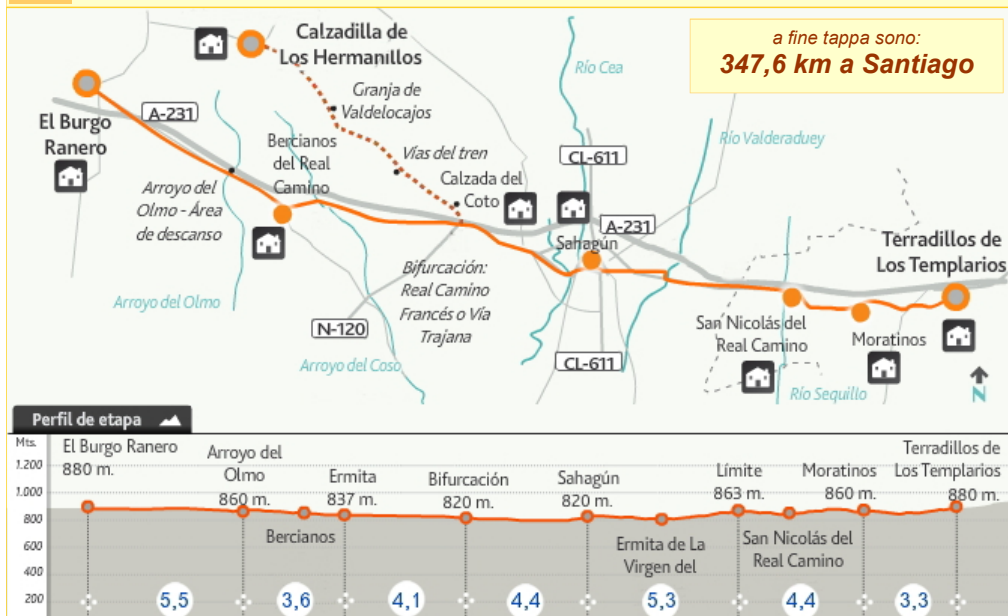 a fine tappa sono:
347,6 km a Santiago
Calzadilla de
Los Hermanillos
Río Cea
Granja de
Valdelocajos
A-231
El Burgo
Ranero
Río Valderaduey
Bercianos
del Real
Camino
Vías del tren
CL-611
Calzada del
Coto
Arroyo del
Olmo - Área
de descanso
A-231
Sahagún
Terradillos de
Los Templarios
Bifurcación:
Real Camino
Francés o Vía
Trajana
Arroyo del Olmo
N-120
San Nicolás del
Real Camino
Moratinos
Arroyo del Coso
CL-611
Río Sequillo
N
Perfil de etapa
Mts.
1.200
1.000
800
600
400
200
El Burgo Ranero
880 m.
Arroyo del
Olmo
860 m.
Bercianos
Ermita
837 m.
Bifurcación
820 m.
Sahagún
820 m.
Ermita de La
Virgen del
Límite
863 m.
San Nicolás del
Real Camino
Moratinos
860 m.
Terradillos de
Los Templarios
880 m.
5,5
3,6
4,1
4,4
5,3
4,4
3,3